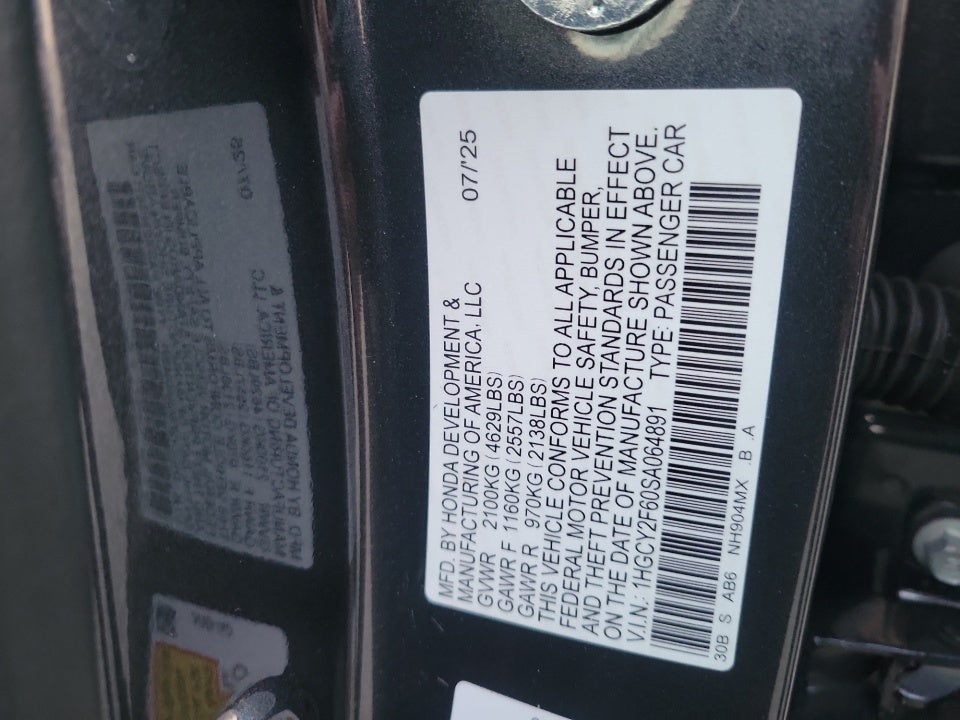 MFD. BY HONDA DEVELOPMENT &
MANUFACTURING OF AMERICA, LLC 07/'25
GVWR 2100KG (4629LBS)
GAWR F 1160KG (2557LBS)
GAWR R 970KG (2138LBS)
THIS VEHICLE CONFORMS TO ALL APPLICABLE
FEDERAL MOTOR VEHICLE SAFETY, BUMPER,
AND THEFT PREVENTION STANDARDS IN EFFECT
ON THE DATE OF MANUFACTURE SHOWN ABOVE.
V.I.N.: 1HGCY2F60SA064891 TYPE: PASSENGER CAR
30B S AB6 NH904MX .B .A